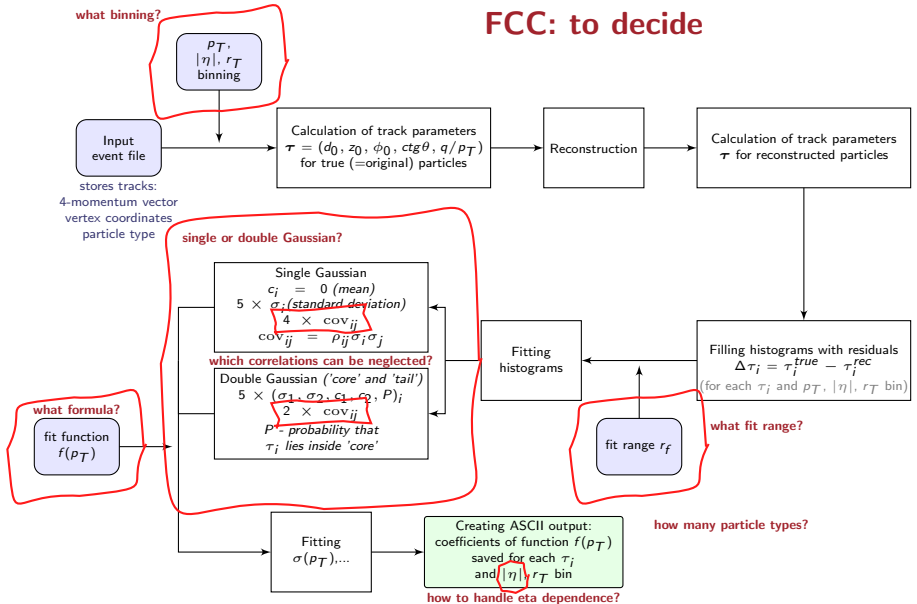 FCC: to decide
what binning?
p_T,
|η|, r_T
binning
Input
event file
stores tracks:
4-momentum vector
vertex coordinates
particle type
Calculation of track parameters
τ = (d_0, z_0, ϕ_0, ctgθ, q/p_T)
for true (=original) particles
Reconstruction
Calculation of track parameters
τ for reconstructed particles
single or double Gaussian?
Single Gaussian
c_i = 0 (mean)
5 × σ_i (standard deviation)
4 × cov_ij
cov_ij = ρ_ij σ_i σ_j
which correlations can be neglected?
Double Gaussian ('core' and 'tail')
5 × (σ_1, σ_2, c_1, c_2, P)_i
2 × cov_ij
P - probability that
τ_i lies inside 'core'
Fitting
histograms
Filling histograms with residuals
Δτ_i = τ_i^true − τ_i^rec
(for each τ_i and p_T, |η|, r_T bin)
what formula?
fit function
f(p_T)
what fit range?
fit range r_f
how many particle types?
Fitting
σ(p_T),...
Creating ASCII output:
coefficients of function f(p_T)
saved for each τ_i
and |η|, r_T bin
how to handle eta dependence?